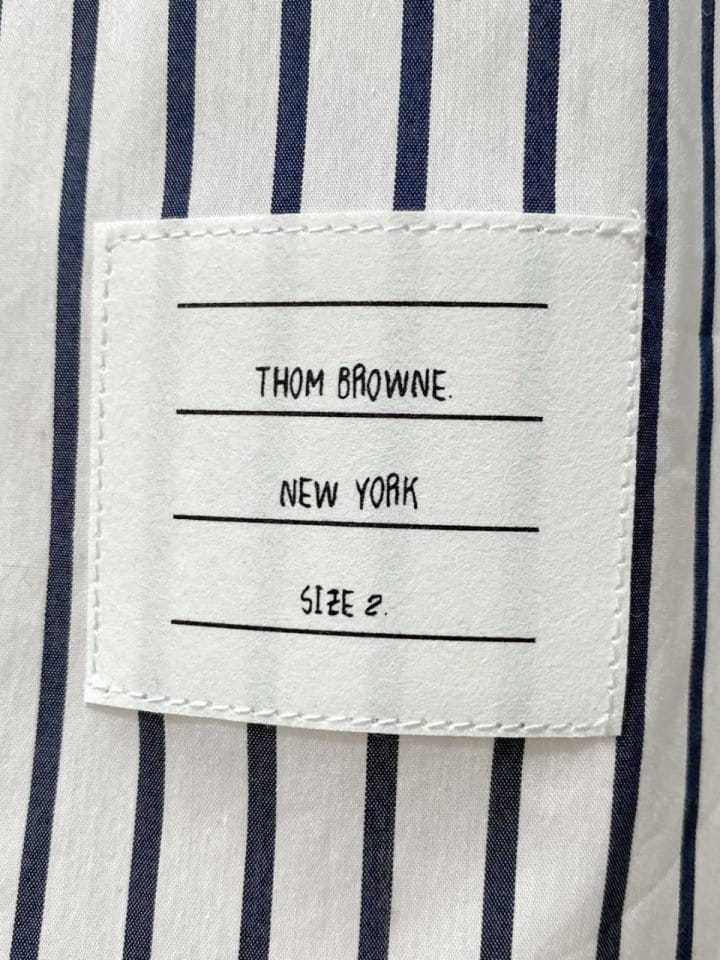 THOM BROWNE.
NEW YORK
SIZE 2.